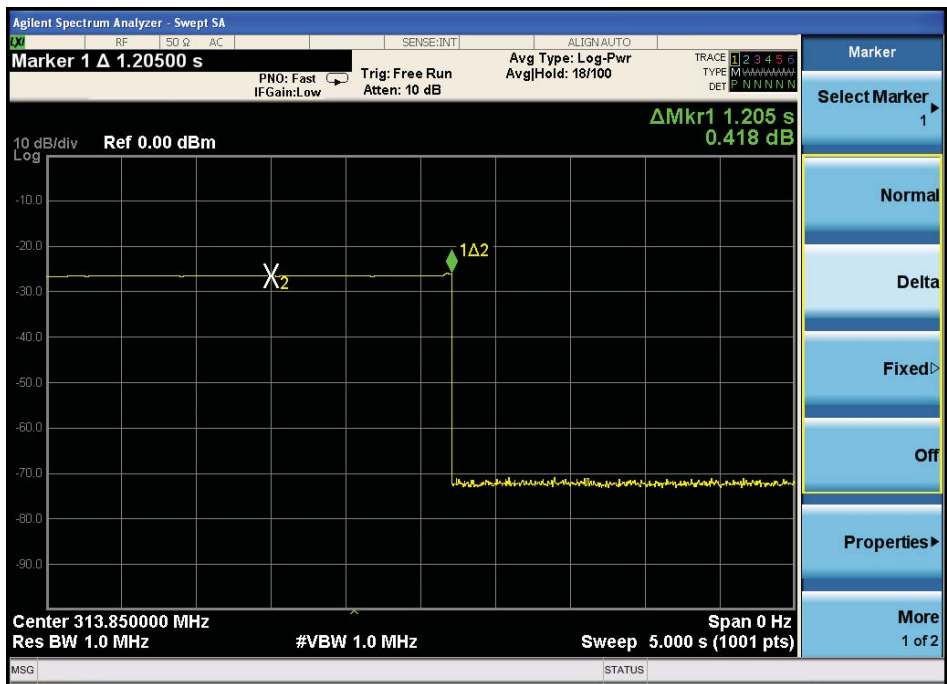 Agilent Spectrum Analyzer - Swept SA
LXI RF 50 Ω AC SENSE:INT ALIGN AUTO
Marker 1 Δ 1.20500 s
PNO: Fast
IFGain:Low
Trig: Free Run
Atten: 10 dB
Avg Type: Log-Pwr
Avg|Hold: 18/100
TRACE 1 2 3 4 5 6
TYPE M WWWWW
DET P N N N N N
ΔMkr1 1.205 s
0.418 dB
10 dB/div Ref 0.00 dBm
Log
-10.0
-20.0
-30.0
-40.0
-50.0
-60.0
-70.0
-80.0
-90.0
1Δ2
X2
Center 313.850000 MHz Span 0 Hz
Res BW 1.0 MHz #VBW 1.0 MHz Sweep 5.000 s (1001 pts)
MSG STATUS
Marker
Select Marker
1
Normal
Delta
Fixed
Off
Properties
More
1 of 2